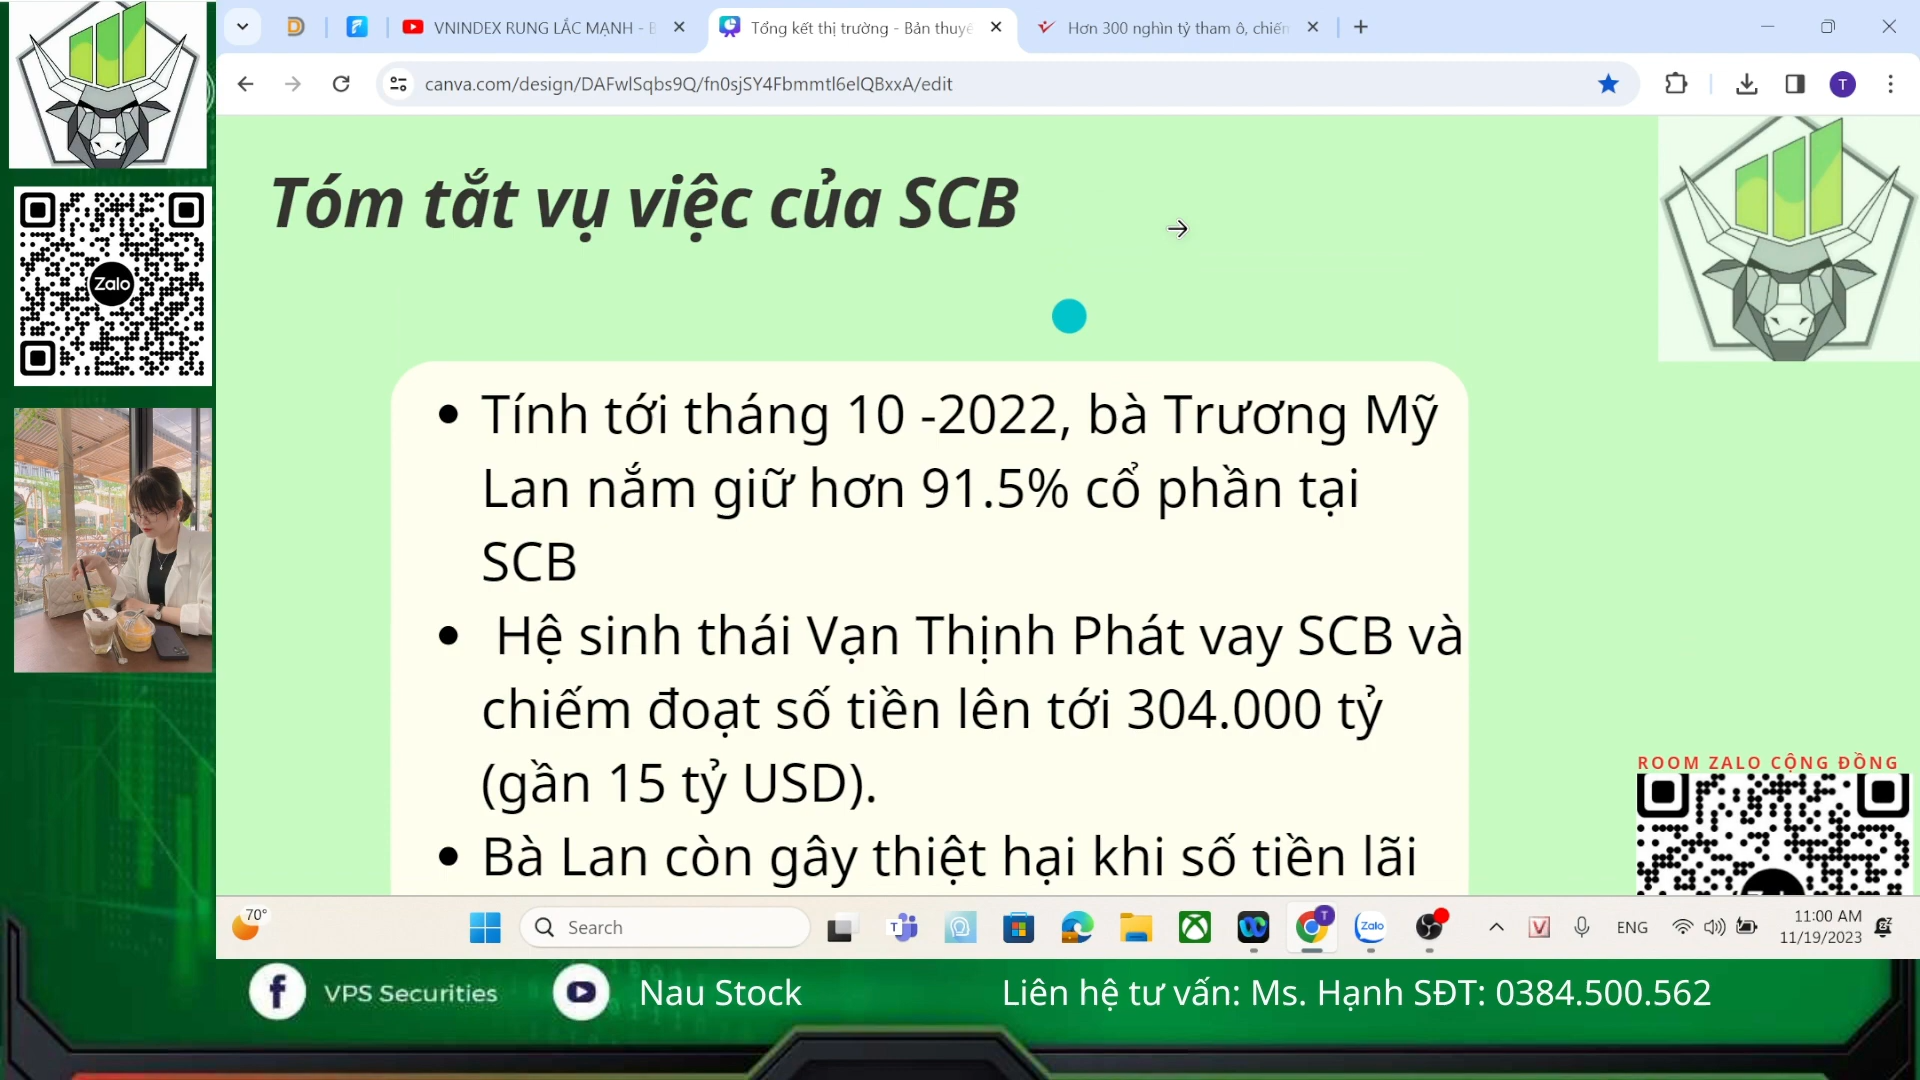 VNINDEX RUNG LẮC MẠNH - B
Tổng kết thị trường - Bản thuyế
Hơn 300 nghìn tỷ tham ô, chiếm
canva.com/design/DAFwlSqbs9Q/fn0sjSY4Fbmmtl6elQBxxA/edit
T
Zalo
Tóm tắt vụ việc của SCB
Tính tới tháng 10 -2022, bà Trương Mỹ
Lan nắm giữ hơn 91.5% cổ phần tại
SCB
Hệ sinh thái Vạn Thịnh Phát vay SCB và
chiếm đoạt số tiền lên tới 304.000 tỷ
(gần 15 tỷ USD).
Bà Lan còn gây thiệt hại khi số tiền lãi
ROOM ZALO CỘNG ĐỒNG
70°
Search
T
Zalo
V
ENG
11:00 AM
11/19/2023
VPS Securities
Nau Stock
Liên hệ tư vấn: Ms. Hạnh SĐT: 0384.500.562